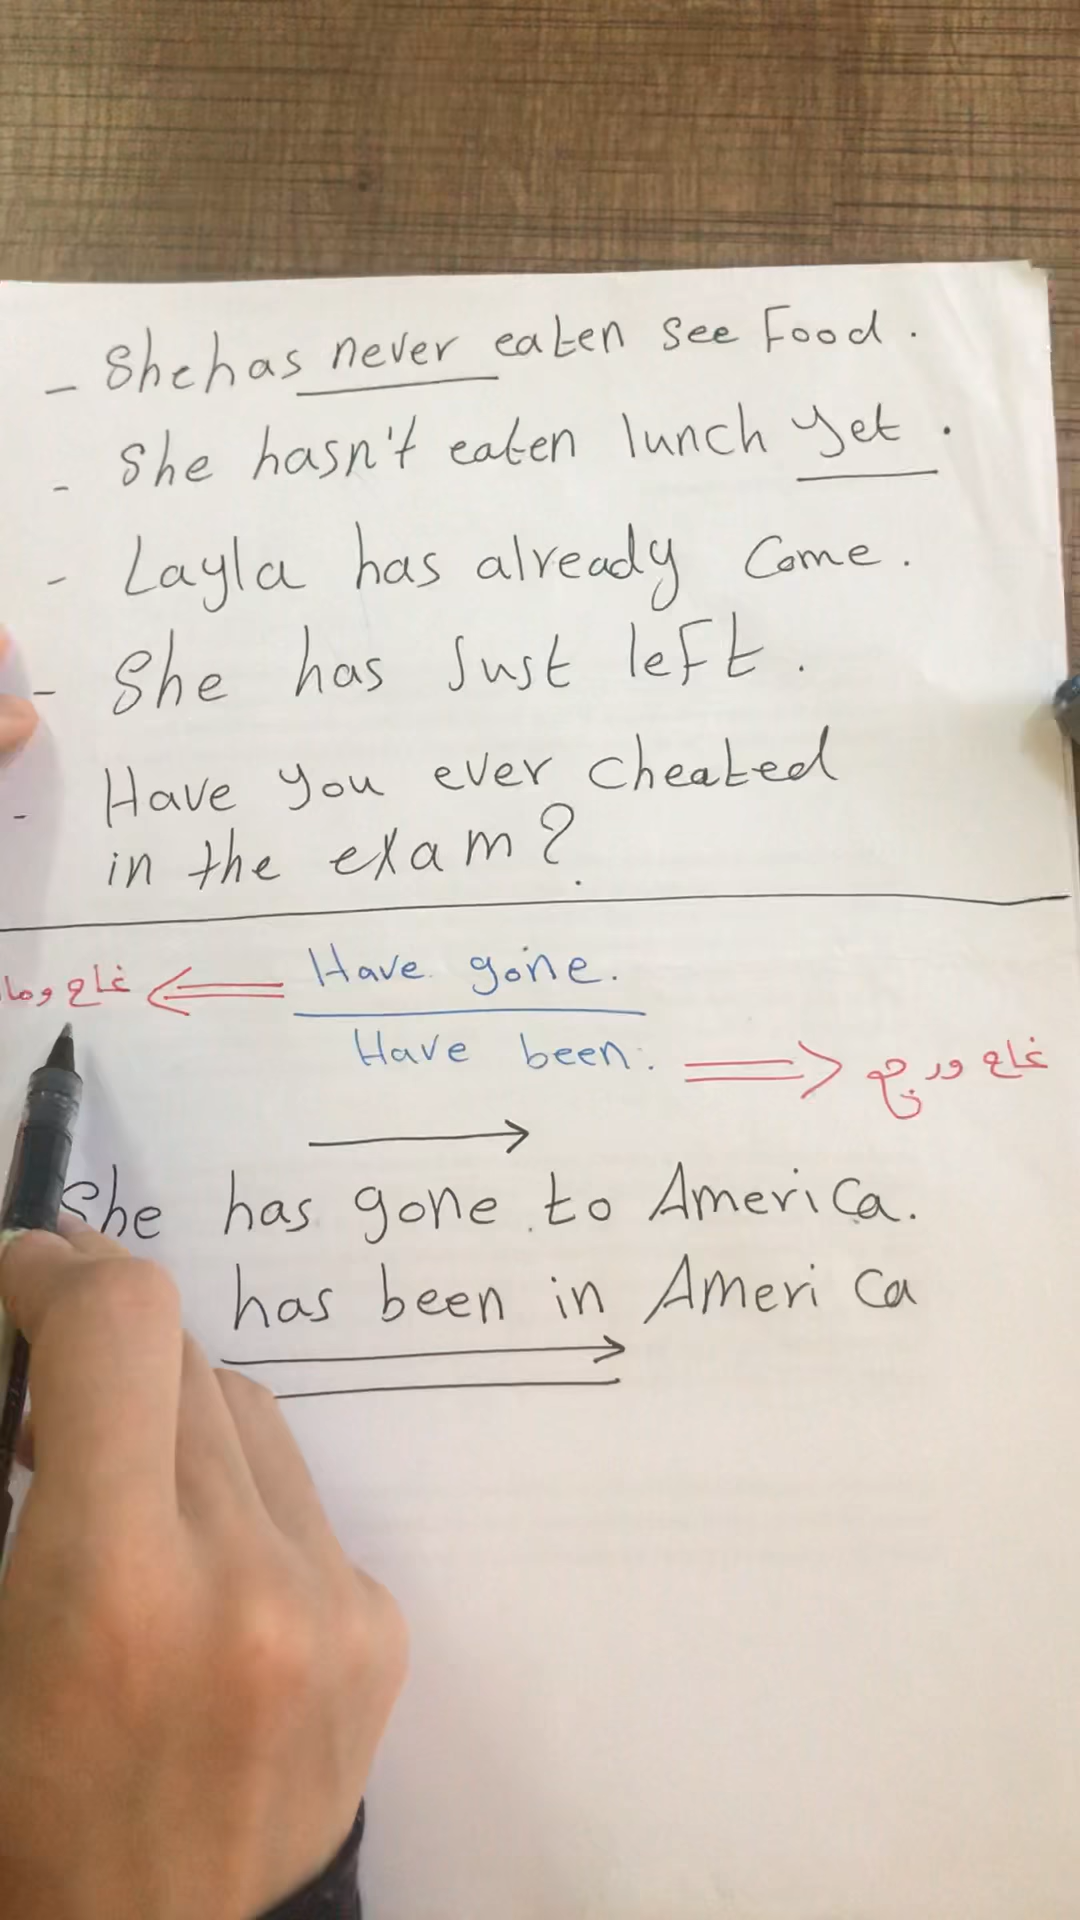 - She has never eaten see Food.
- She hasn't eaten lunch yet.
- Layla has already come.
- She has Just left.
- Have you ever cheated
in the exam?
Have gone.
Have been.
She has gone to America.
has been in America